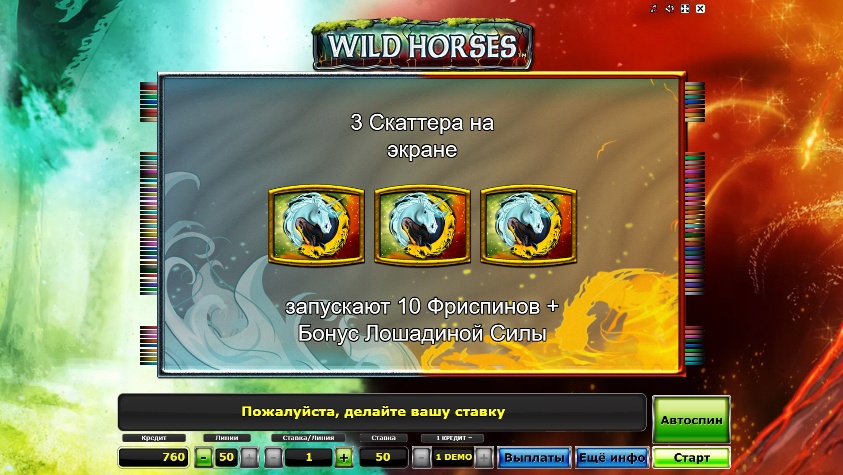 WILD HORSES
3 Скаттера на
экране
запускают 10 Фриспинов +
Бонус Лошадиной Силы
Пожалуйста, делайте вашу ставку
Автоспин
Кредит Линии Ставка/Линия Ставка 1 КРЕДИТ =
760 - 50 + - 1 + 50 - 1 DEMO + Выплаты Ещё инфо Старт